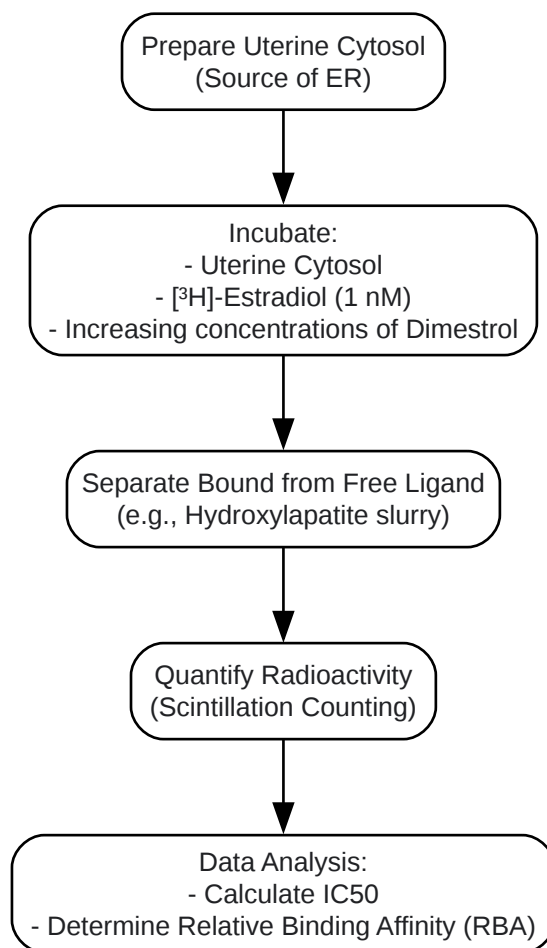 Prepare Uterine Cytosol
(Source of ER)
Incubate:
- Uterine Cytosol
- [³H]-Estradiol (1 nM)
- Increasing concentrations of Dimestrol
Separate Bound from Free Ligand
(e.g., Hydroxylapatite slurry)
Quantify Radioactivity
(Scintillation Counting)
Data Analysis:
- Calculate IC50
- Determine Relative Binding Affinity (RBA)